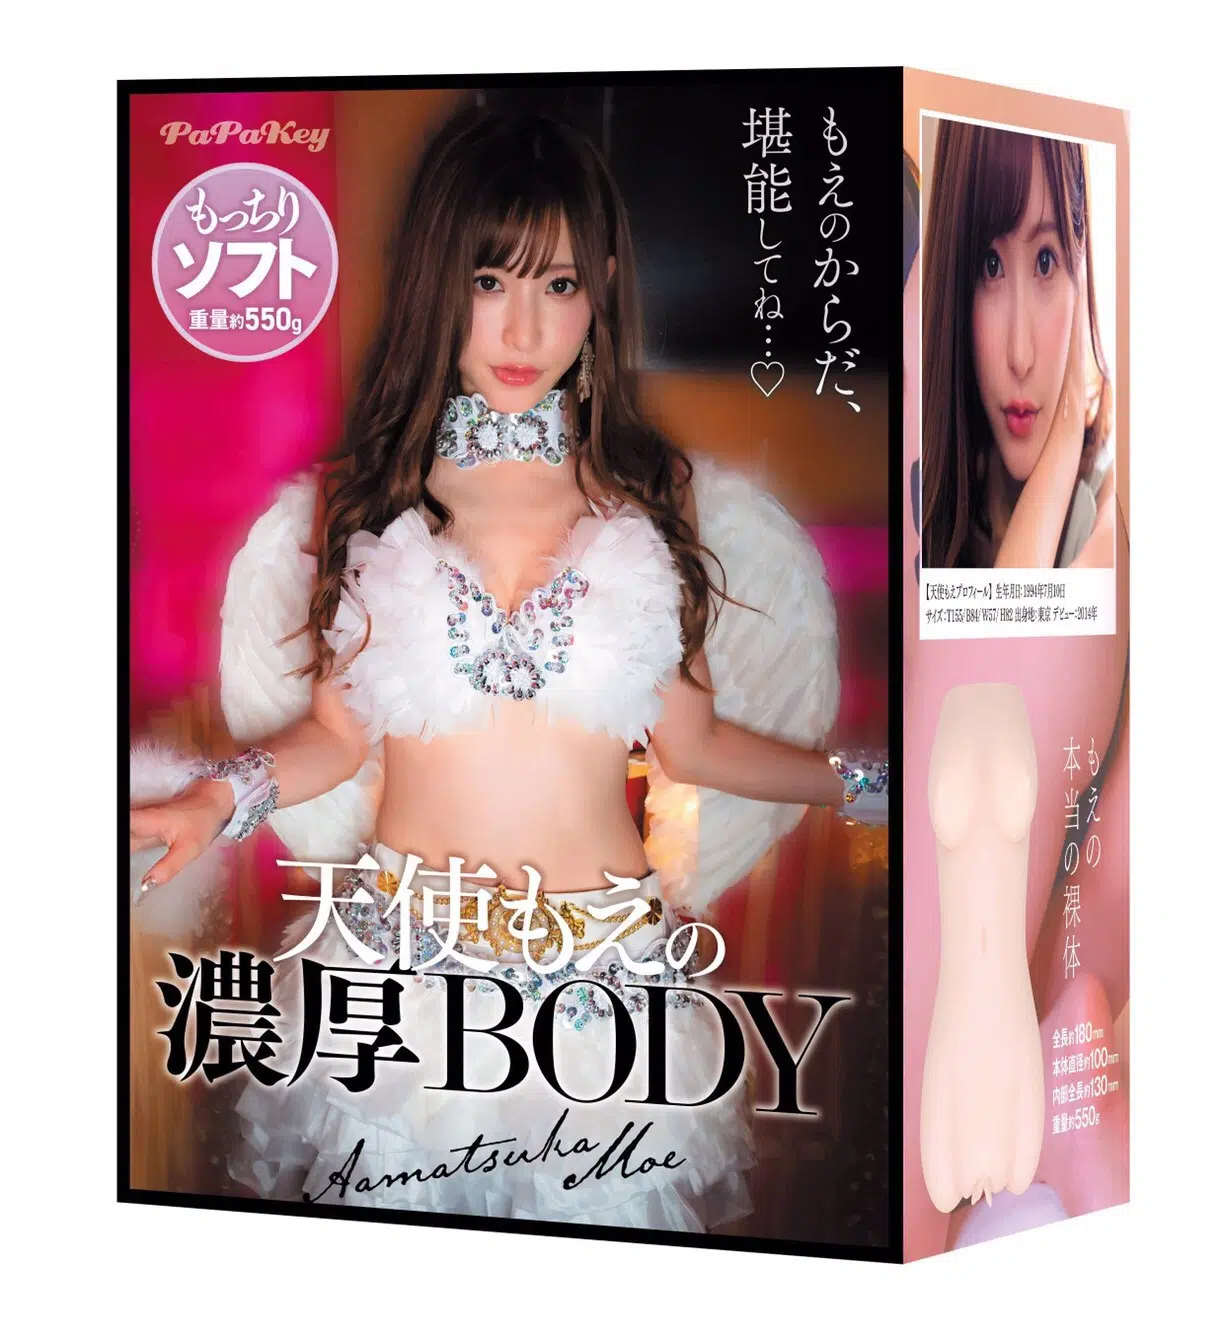 PaPaKey
もっちり
ソフト
重量約550g
もえのからだ、
堪能してね…♡
天使もえの
濃厚BODY
Aamatsuka Moe
【天使もえプロフィール】生年月日:1994年7月10日
サイズ:T155/B84/W57/H82 出身地:東京 デビュー:2014年
もえの
本当の裸体
全長約180mm
本体直径約100mm
内部全長約130mm
重量約550g